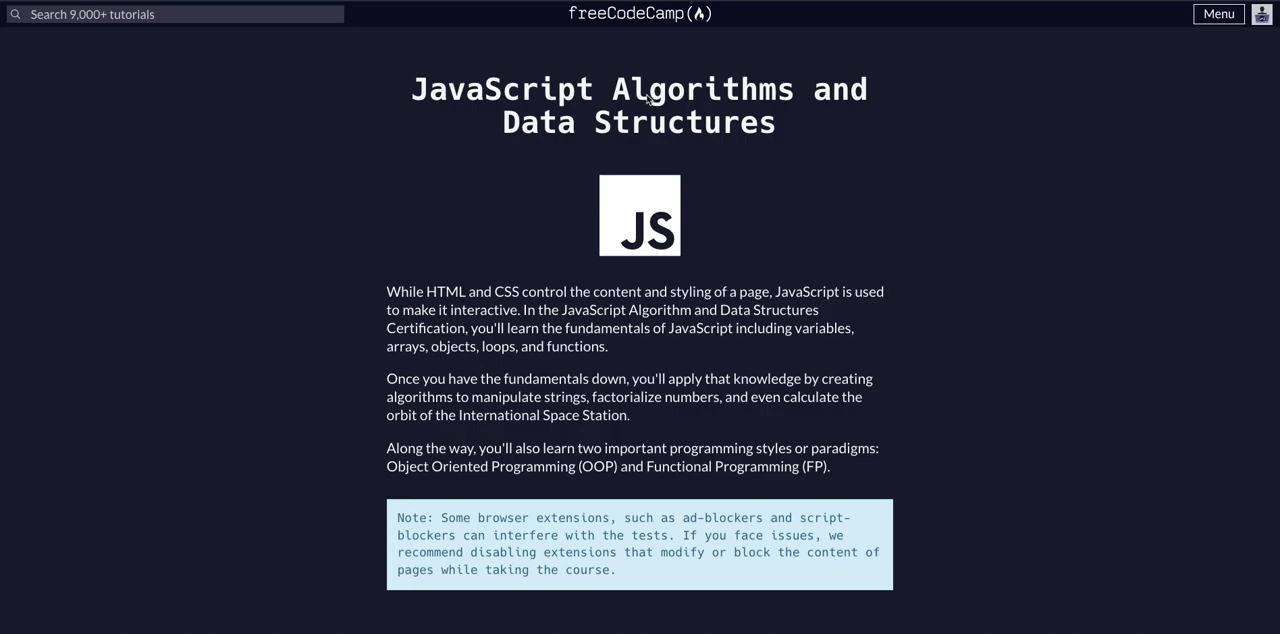 Search 9,000+ tutorials
freeCodeCamp
Menu
JavaScript Algorithms and
Data Structures
JS
While HTML and CSS control the content and styling of a page, JavaScript is used
to make it interactive. In the JavaScript Algorithm and Data Structures
Certification, you'll learn the fundamentals of JavaScript including variables,
arrays, objects, loops, and functions.
Once you have the fundamentals down, you'll apply that knowledge by creating
algorithms to manipulate strings, factorialize numbers, and even calculate the
orbit of the International Space Station.
Along the way, you'll also learn two important programming styles or paradigms:
Object Oriented Programming (OOP) and Functional Programming (FP).
Note: Some browser extensions, such as ad-blockers and script-
blockers can interfere with the tests. If you face issues, we
recommend disabling extensions that modify or block the content of
pages while taking the course.